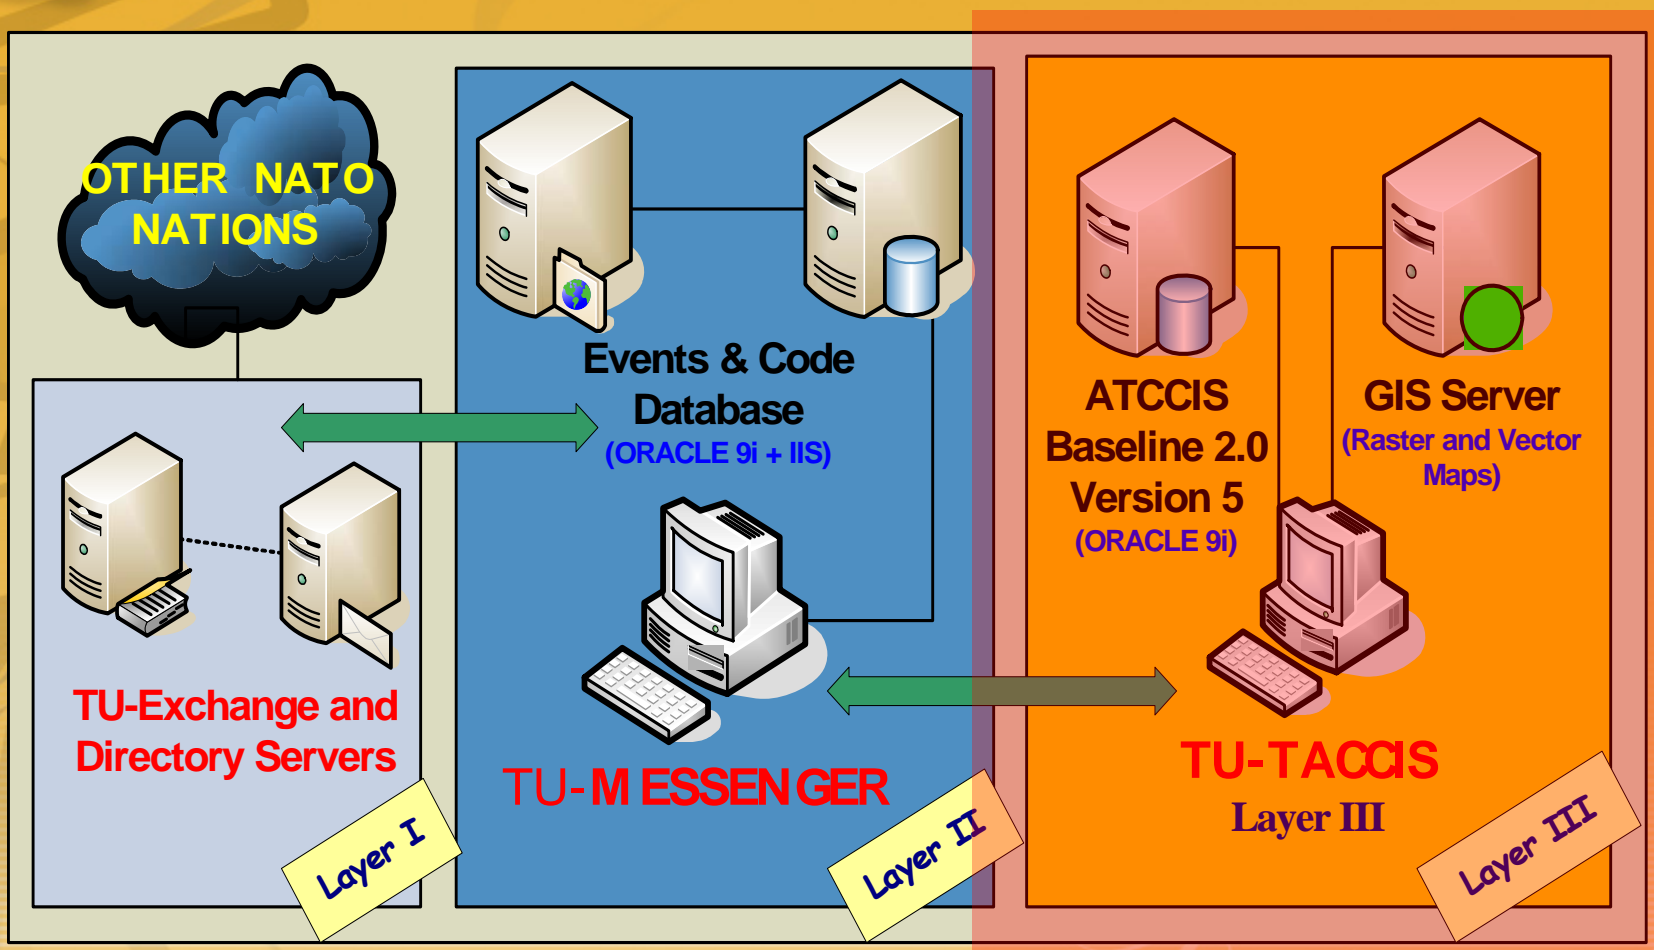 OTHER NATO
NATIONS
TU-Exchange and
Directory Servers
Layer I
Events & Code
Database
(ORACLE 9i + IIS)
TU-MESSENGER
Layer II
ATCCIS
Baseline 2.0
Version 5
(ORACLE 9i)
GIS Server
(Raster and Vector
Maps)
TU-TACCIS
Layer III
Layer III